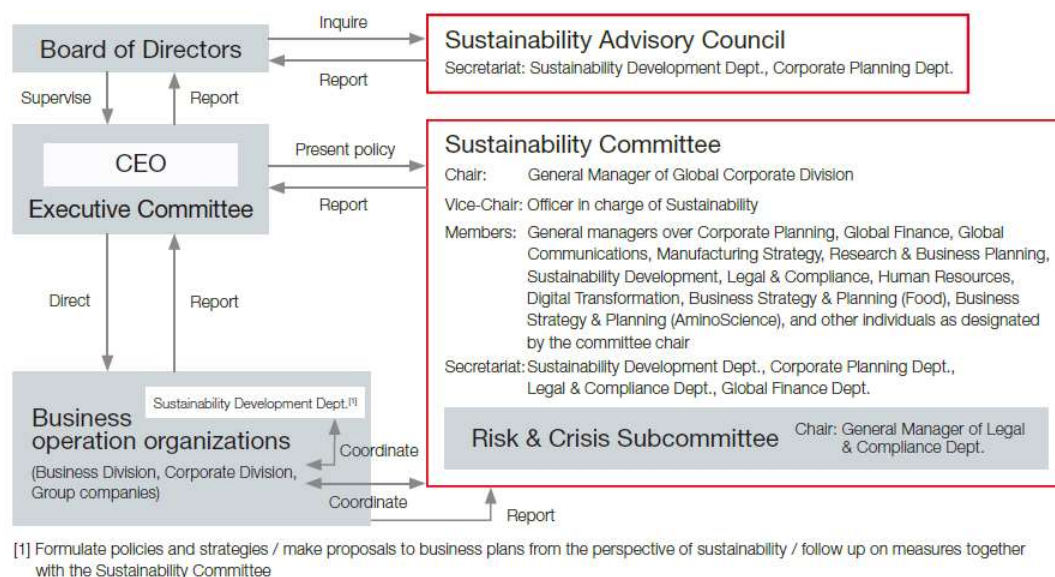 Board of Directors
Inquire
Report
Sustainability Advisory Council
Secretariat: Sustainability Development Dept., Corporate Planning Dept.
Supervise
Report
CEO
Executive Committee
Present policy
Report
Sustainability Committee
Chair: General Manager of Global Corporate Division
Vice-Chair: Officer in charge of Sustainability
Members: General managers over Corporate Planning, Global Finance, Global
Communications, Manufacturing Strategy, Research & Business Planning,
Sustainability Development, Legal & Compliance, Human Resources,
Digital Transformation, Business Strategy & Planning (Food), Business
Strategy & Planning (AminoScience), and other individuals as designated
by the committee chair
Secretariat: Sustainability Development Dept., Corporate Planning Dept.,
Legal & Compliance Dept., Global Finance Dept.
Risk & Crisis Subcommittee
Chair: General Manager of Legal
& Compliance Dept.
Direct
Report
Sustainability Development Dept.[1]
Business
operation organizations
(Business Division, Corporate Division,
Group companies)
Coordinate
Coordinate
Report
[1] Formulate policies and strategies / make proposals to business plans from the perspective of sustainability / follow up on measures together
with the Sustainability Committee